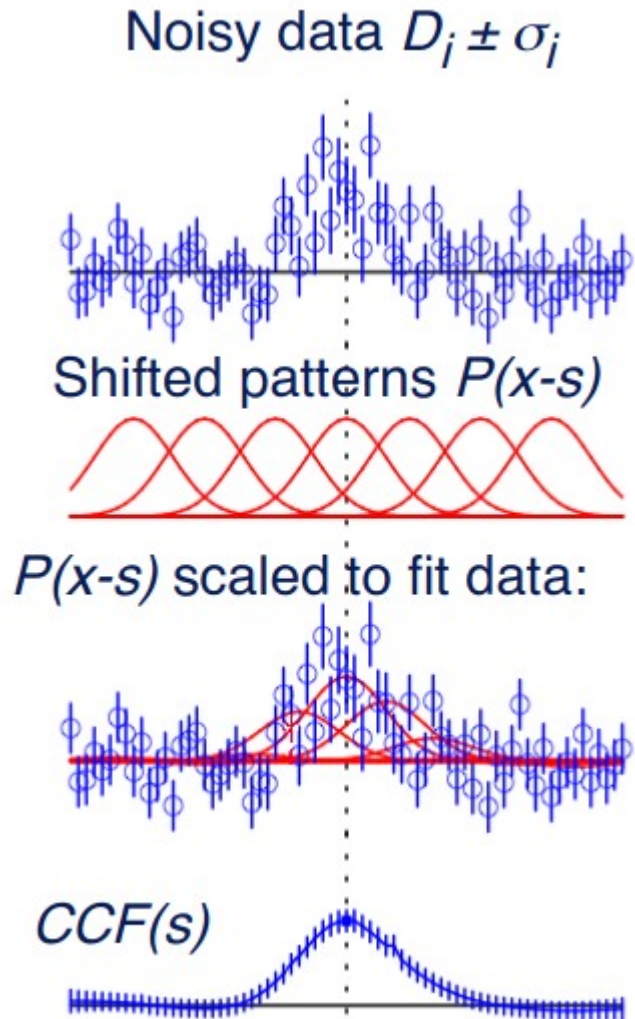 Noisy data D_i ± σ_i
Shifted patterns P(x-s)
P(x-s) scaled to fit data:
CCF(s)